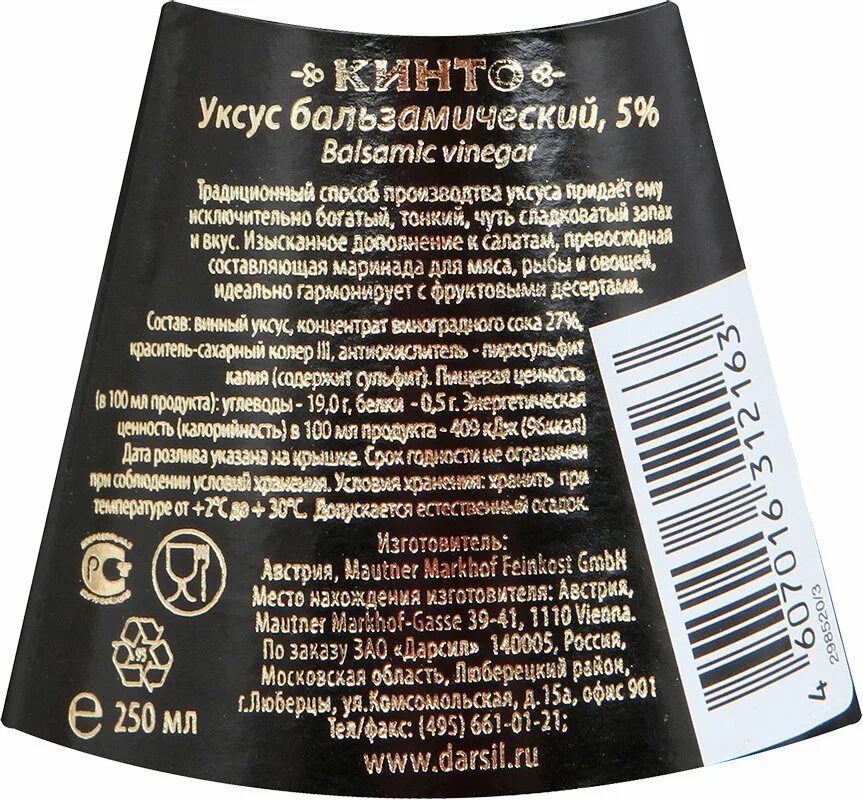 КИНТО
Уксус бальзамический, 5%
Balsamic vinegar
Традиционный способ производтва уксуса придаёт ему
исключительно богатый, тонкий, чуть сладковатый запах
и вкус. Изысканное дополнение к салатам, превосходная
составляющая маринада для мяса, рыбы и овощей,
идеально гармонирует с фруктовыми десертами.
Состав: винный уксус, концентрат виноградного сока 27%,
краситель-сахарный колер III, антиокислитель - пиросульфит
калия (содержит сульфит). Пищевая ценность
(в 100 мл продукта): углеводы - 19,0 г, белки - 0,5 г. Энергетическая
ценность (калорийность) в 100 мл продукта - 409 кДж (96ккал)
Дата розлива указана на крышке. Срок годности не ограничен
при соблюдении условий хранения. Условия хранения: хранить при
температуре от +2°С до + 30°С. Допускается естественный осадок.
Изготовитель:
Австрия, Mautner Markhof Feinkost GmbH
Место нахождения изготовителя: Австрия,
Mautner Markhof-Gasse 39-41, 1110 Vienna.
По заказу ЗАО «Дарсил» 140005, Россия,
Московская область, Люберецкий район,
г.Люберцы, ул.Комсомольская, д.15а, офис 901
Тел/факс: (495) 661-01-21;
www.darsil.ru
РС
95
e 250 мл
4 607016 312163
298520/3